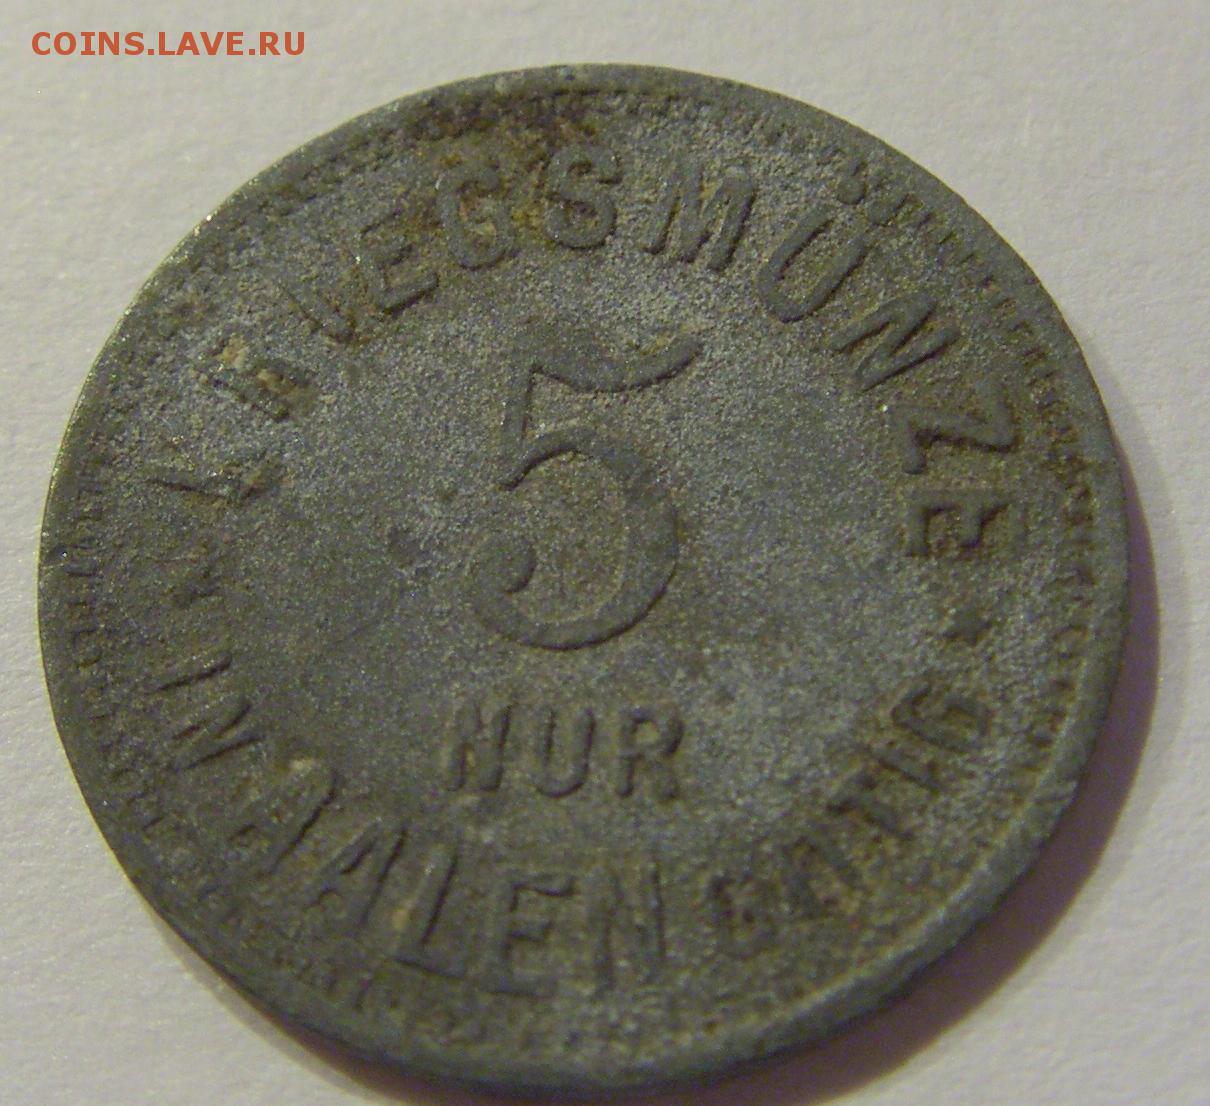 COINS.LAVE.RU
KRIEGSMÜNZE
5
NUR
IN AALEN GÜLTIG